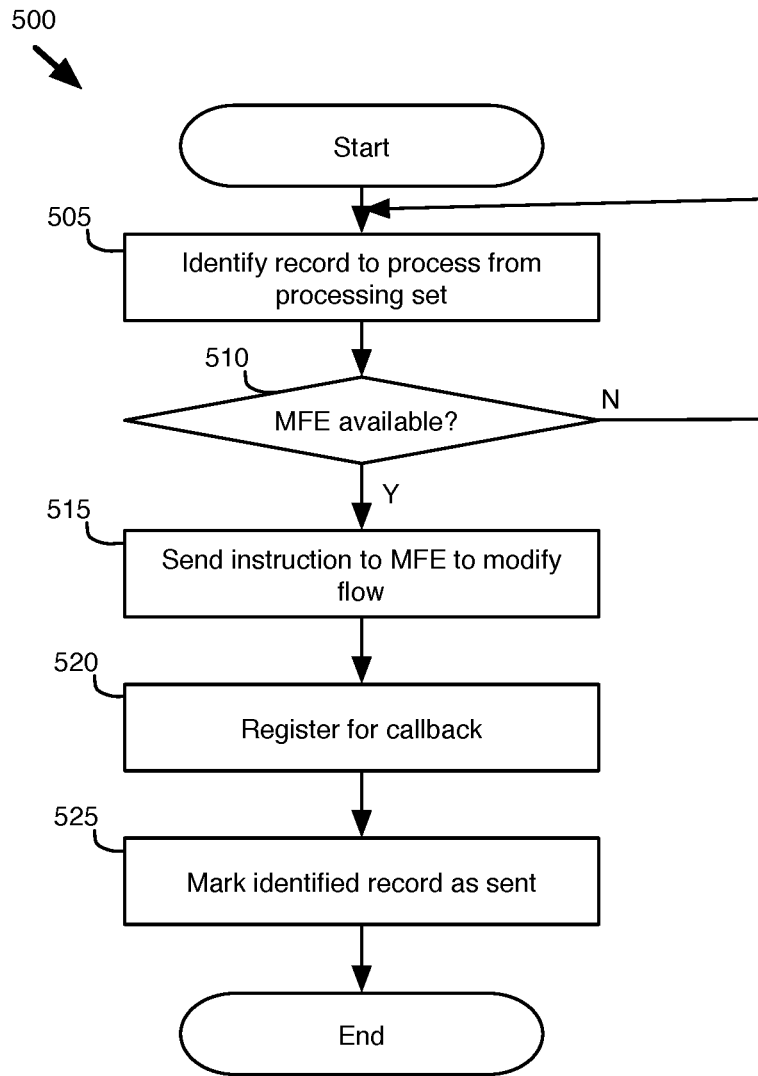 500
Start
505
Identify record to process from
processing set
510
MFE available?
N
Y
515
Send instruction to MFE to modify
flow
520
Register for callback
525
Mark identified record as sent
End